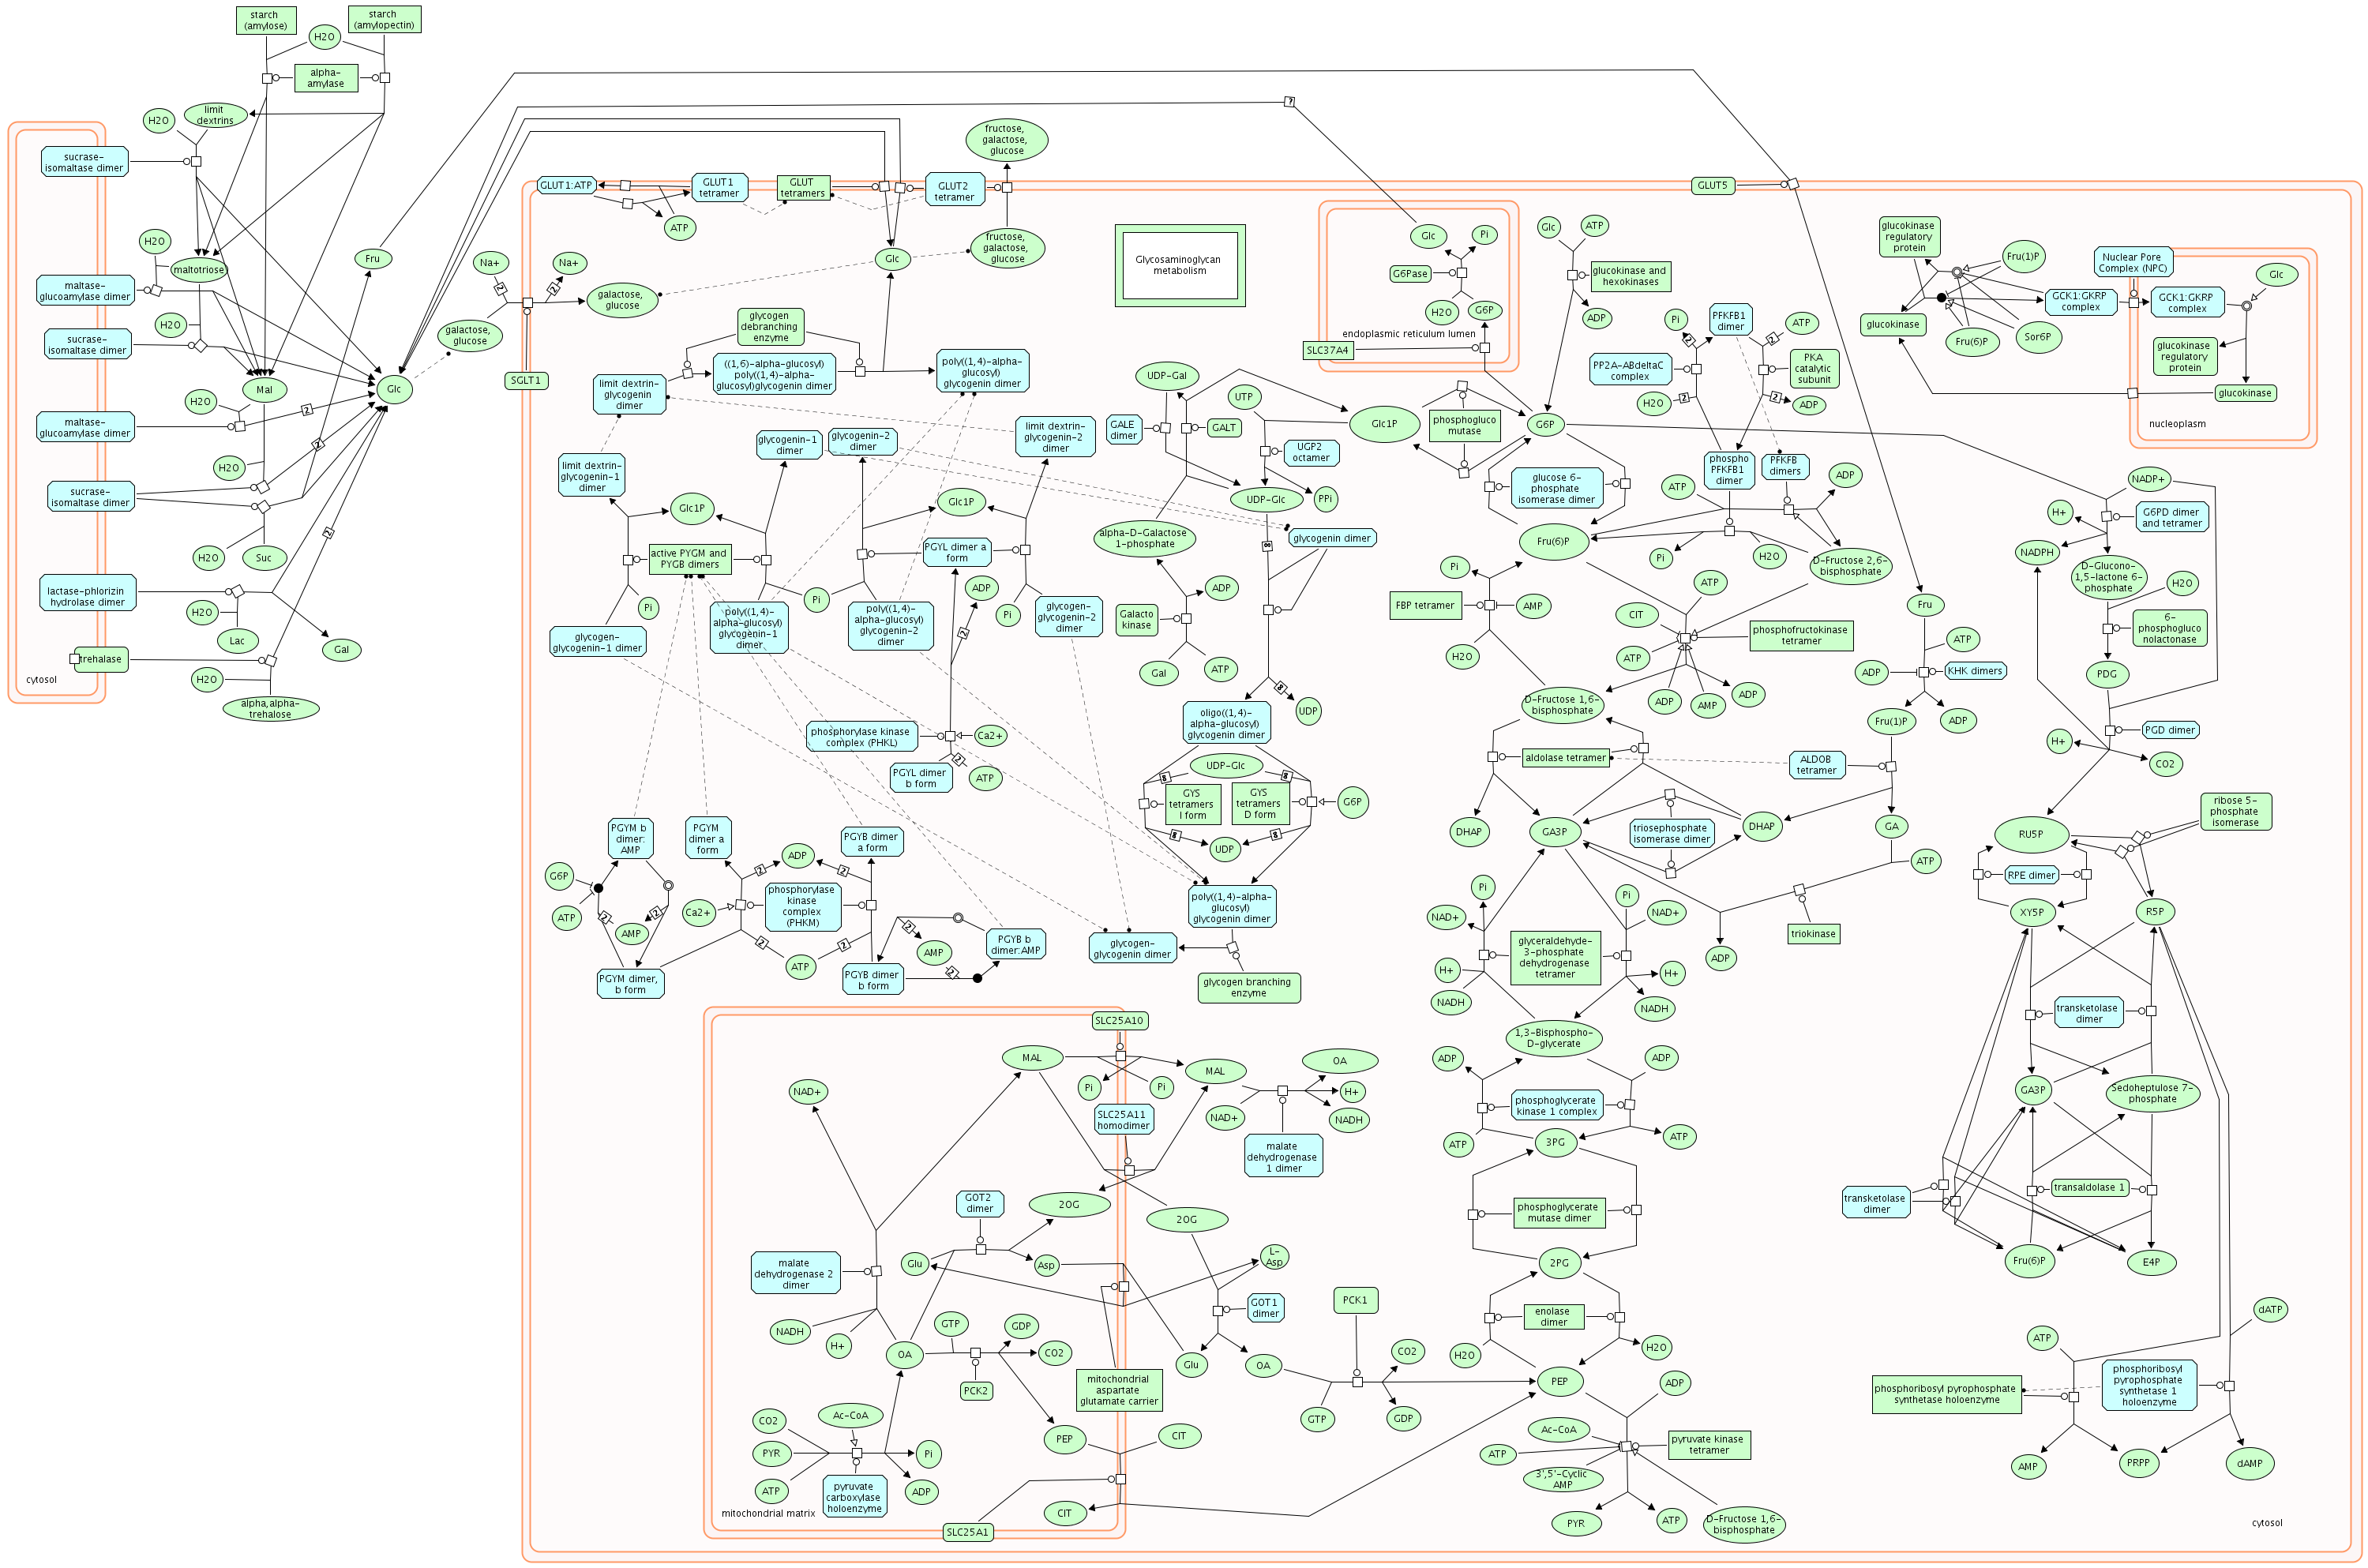 starch
(amylose)
starch
(amylopectin)
H2O
alpha-
amylase
limit
dextrins
H2O
sucrase-
isomaltase dimer
H2O
maltotriose
maltase-
glucoamylase dimer
H2O
sucrase-
isomaltase dimer
Mal
Glc
Fru
H2O
maltase-
glucoamylase dimer
2
H2O
2
sucrase-
isomaltase dimer
H2O
Suc
2
lactase-phlorizin
hydrolase dimer
H2O
Lac
Gal
trehalase
H2O
alpha,alpha-
trehalose
cytosol
?
fructose,
galactose,
glucose
GLUT1:ATP
GLUT1
tetramer
GLUT
tetramers
GLUT2
tetramer
ATP
fructose,
galactose,
glucose
Glc
Na+
Na+
2
2
galactose,
glucose
galactose,
glucose
SGLT1
Glycosaminoglycan
metabolism
glycogen
debranching
enzyme
limit dextrin-
glycogenin
dimer
((1,6)-alpha-glucosyl)
poly((1,4)-alpha-
glucosyl)glycogenin dimer
poly((1,4)-alpha-
glucosyl)
glycogenin dimer
glycogenin-1
dimer
glycogenin-2
dimer
limit dextrin-
glycogenin-2
dimer
limit dextrin-
glycogenin-1
dimer
Glc1P
Glc1P
active PYGM and
PYGB dimers
PGYL dimer a
form
ADP
Pi
Pi
Pi
glycogen-
glycogenin-1 dimer
poly((1,4)-
alpha-glucosyl)
glycogenin-1
dimer
poly((1,4)-
alpha-glucosyl)
glycogenin-2
dimer
glycogen-
glycogenin-2
dimer
2
phosphorylase kinase
complex (PHKL)
Ca2+
2
PGYL dimer
b form
ATP
PGYM b
dimer:
AMP
PGYM
dimer a
form
PGYB dimer
a form
ADP
2
2
G6P
ATP
AMP
2
2
Ca2+
phosphorylase
kinase
complex
(PHKM)
2
2
ATP
PGYM dimer,
b form
PGYB dimer
b form
2
AMP
2
PGYB b
dimer:AMP
UDP-Gal
UTP
GALE
dimer
GALT
UGP2
octamer
Glc1P
phosphogluco
mutase
UDP-Glc
PPi
alpha-D-Galactose
1-phosphate
glycogenin dimer
ADP
Galacto
kinase
Gal
ATP
8
UDP
oligo((1,4)-
alpha-glucosyl)
glycogenin dimer
UDP-Glc
8
8
GYS
tetramers
I form
GYS
tetramers
D form
G6P
8
8
UDP
poly((1,4)-alpha-
glucosyl)
glycogenin dimer
glycogen-
glycogenin dimer
glycogen branching
enzyme
Glc
Pi
G6Pase
H2O
G6P
endoplasmic reticulum lumen
SLC37A4
Glc
ATP
glucokinase and
hexokinases
ADP
G6P
glucose 6-
phosphate
isomerase dimer
Fru(6)P
Pi
PFKFB1
dimer
ATP
2
2
PP2A-ABdeltaC
complex
PKA
catalytic
subunit
H2O
2
2
ADP
phospho
PFKFB1
dimer
PFKFB
dimers
ATP
ADP
Pi
H2O
D-Fructose 2,6-
bisphosphate
Pi
FBP tetramer
AMP
H2O
ATP
CIT
phosphofructokinase
tetramer
ATP
ADP
AMP
ADP
D-Fructose 1,6-
bisphosphate
aldolase tetramer
ALDOB
tetramer
DHAP
GA3P
triosephosphate
isomerase dimer
DHAP
GA
ATP
triokinase
ADP
Pi
Pi
NAD+
NAD+
glyceraldehyde-
3-phosphate
dehydrogenase
tetramer
H+
H+
NADH
NADH
1,3-Bisphospho-
D-glycerate
ADP
ADP
phosphoglycerate
kinase 1 complex
ATP
ATP
3PG
phosphoglycerate
mutase dimer
2PG
enolase
dimer
H2O
H2O
PEP
ADP
Ac-CoA
ATP
pyruvate kinase
tetramer
3',5'-Cyclic
AMP
PYR
ATP
D-Fructose 1,6-
bisphosphate
GLUT5
glucokinase
regulatory
protein
Fru(1)P
Nuclear Pore
Complex (NPC)
Glc
GCK1:GKRP
complex
GCK1:GKRP
complex
glucokinase
Fru(6)P
Sor6P
glucokinase
regulatory
protein
glucokinase
nucleoplasm
NADP+
H+
G6PD dimer
and tetramer
NADPH
D-Glucono-
1,5-lactone 6-
phosphate
H2O
6-
phosphogluco
nolactonase
PDG
PGD dimer
H+
CO2
Fru
ATP
ADP
KHK dimers
Fru(1)P
ADP
ribose 5-
phosphate
isomerase
RU5P
RPE dimer
XY5P
R5P
transketolase
dimer
GA3P
Sedoheptulose 7-
phosphate
transaldolase 1
transketolase
dimer
Fru(6)P
E4P
dATP
ATP
phosphoribosyl
pyrophosphate
synthetase 1
holoenzyme
phosphoribosyl pyrophosphate
synthetase holoenzyme
AMP
PRPP
dAMP
cytosol
SLC25A10
MAL
Pi
Pi
MAL
OA
H+
NAD+
NADH
malate
dehydrogenase
1 dimer
NAD+
SLC25A11
homodimer
GOT2
dimer
2OG
2OG
Glu
Asp
L-
Asp
malate
dehydrogenase 2
dimer
GOT1
dimer
NADH
H+
OA
GTP
GDP
CO2
PCK2
Glu
OA
PCK1
CO2
GTP
GDP
mitochondrial
aspartate
glutamate carrier
Ac-CoA
CO2
PYR
ATP
Pi
ADP
pyruvate
carboxylase
holoenzyme
PEP
CIT
CIT
mitochondrial matrix
SLC25A1